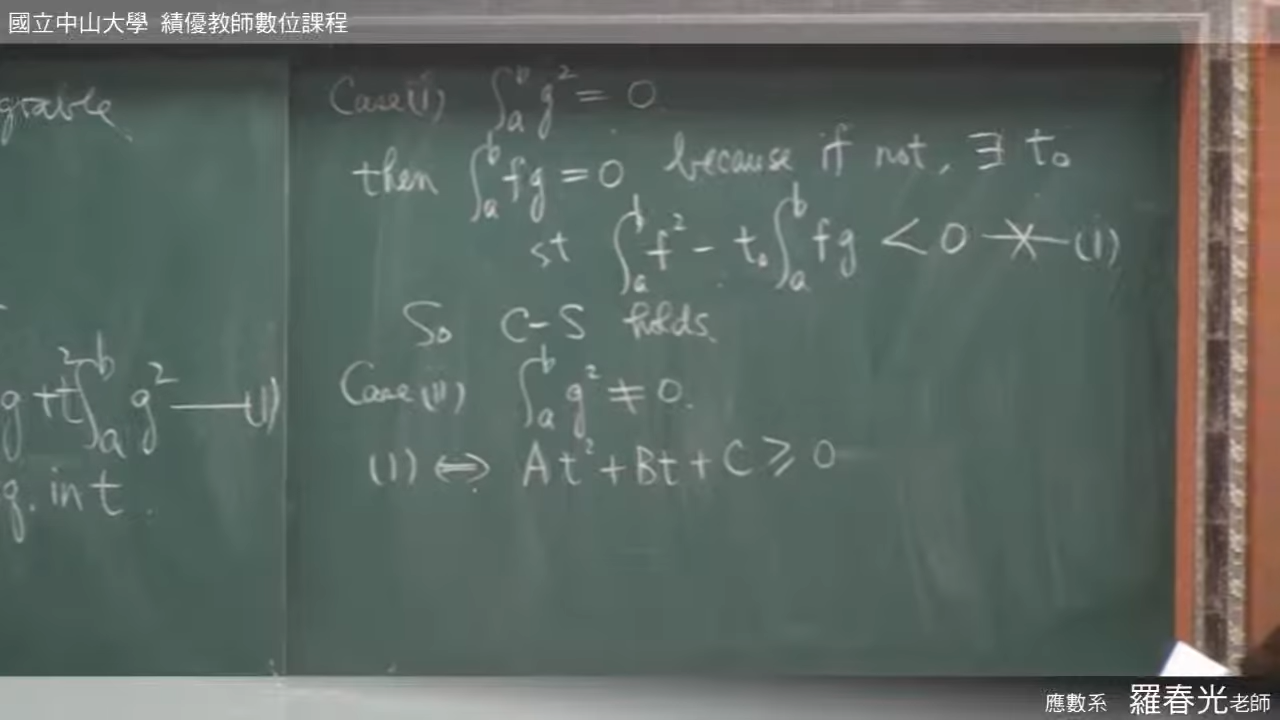 國立中山大學 績優教師數位課程
grable
g + t² ∫_a^b g² —(1)
g. in t.
Case (i) ∫_a^b g² = 0
then ∫_a^b fg = 0 because if not, ∃ t₀
st ∫_a^b f² - t₀ ∫_a^b fg < 0 ※ (1)
So C-S holds.
Case (ii) ∫_a^b g² ≠ 0.
(1) ⇔ At² + Bt + C ⩾ 0
應數系 羅春光老師